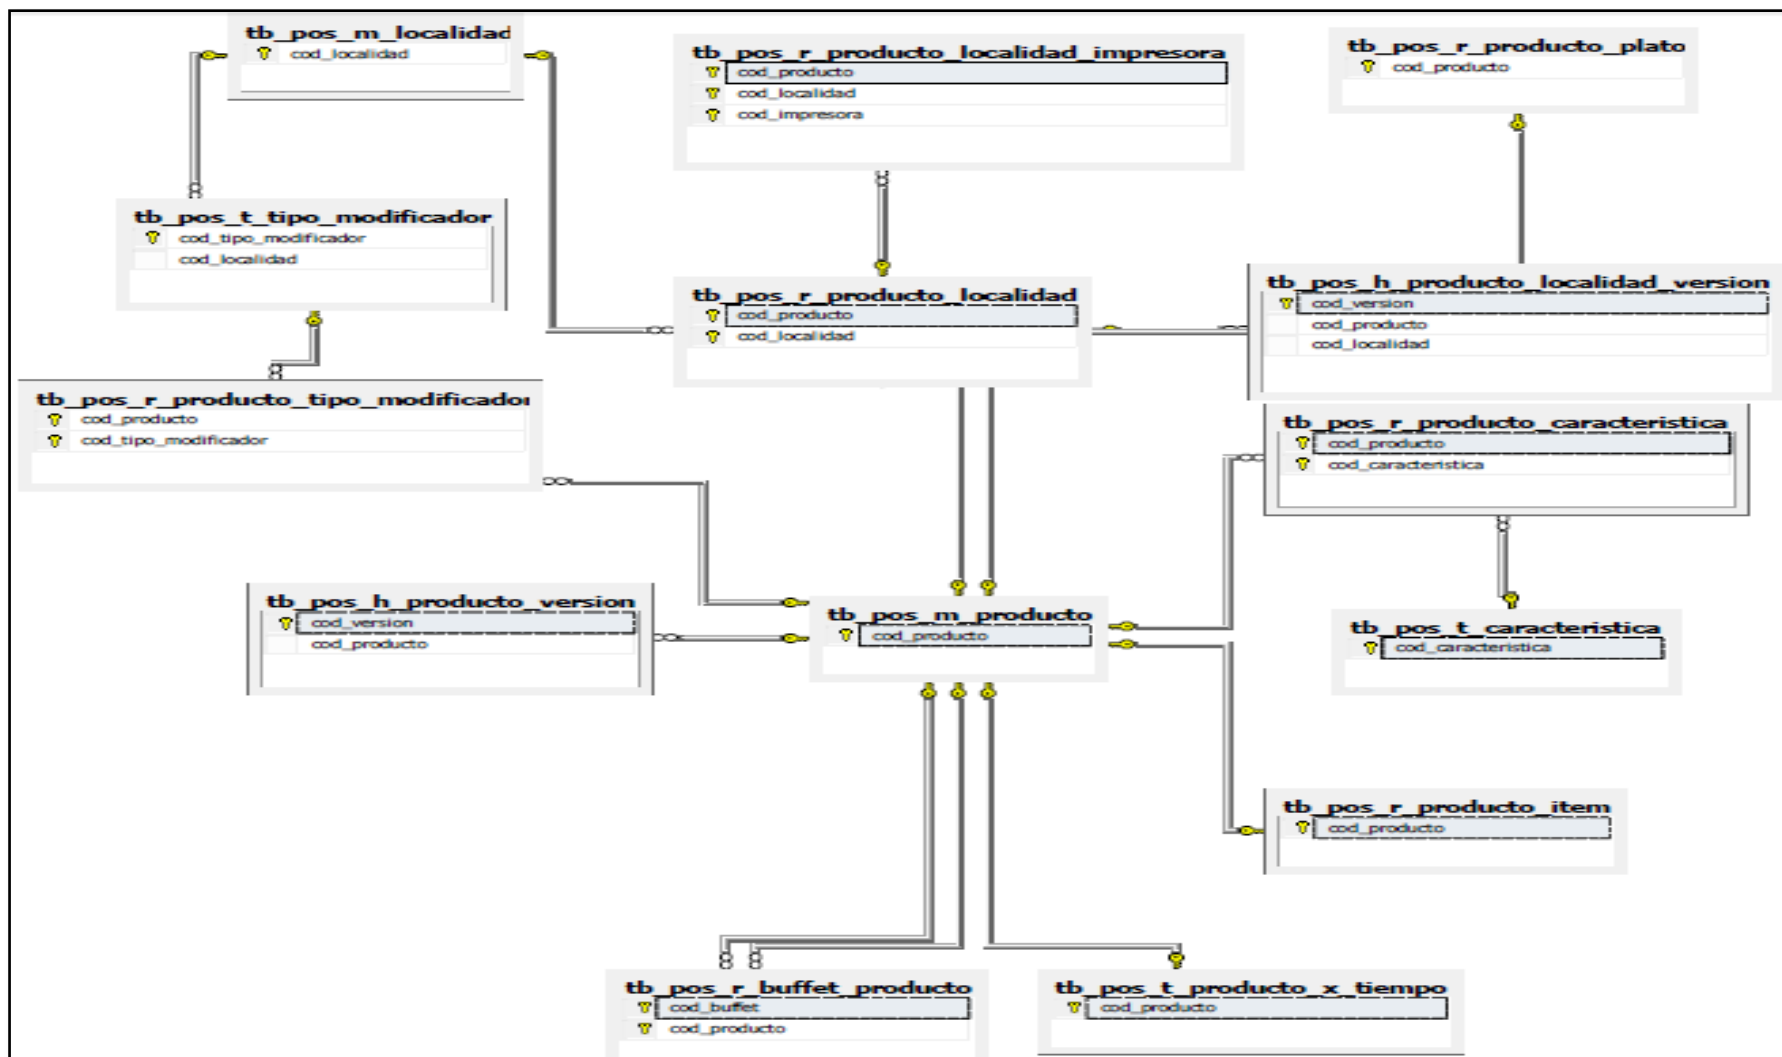 tb_pos_m_localidad
cod_localidad
tb_pos_r_producto_localidad_impresora
cod_producto
cod_localidad
cod_impresora
tb_pos_r_producto_plato
cod_producto
tb_pos_t_tipo_modificador
cod_tipo_modificador
cod_localidad
tb_pos_r_producto_localidad
cod_producto
cod_localidad
tb_pos_h_producto_localidad_version
cod_version
cod_producto
cod_localidad
tb_pos_r_producto_tipo_modificador
cod_producto
cod_tipo_modificador
tb_pos_r_producto_caracteristica
cod_producto
cod_caracteristica
tb_pos_h_producto_version
cod_version
cod_producto
tb_pos_m_producto
cod_producto
tb_pos_t_caracteristica
cod_caracteristica
tb_pos_r_producto_item
cod_producto
tb_pos_r_buffet_producto
cod_buffet
cod_producto
tb_pos_t_producto_x_tiempo
cod_producto